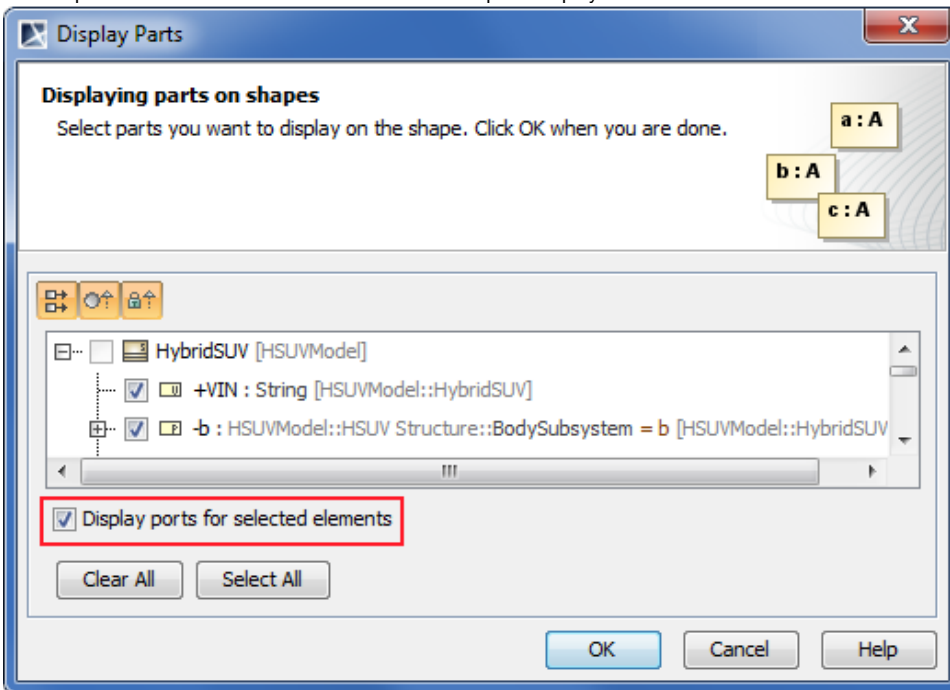 Display Parts
Displaying parts on shapes
Select parts you want to display on the shape. Click OK when you are done.
a : A
b : A
c : A
HybridSUV [HSUVModel]
+VIN : String [HSUVModel::HybridSUV]
-b : HSUVModel::HSUV Structure::BodySubsystem = b [HSUVModel::HybridSUV
Display ports for selected elements
Clear All Select All
OK Cancel Help